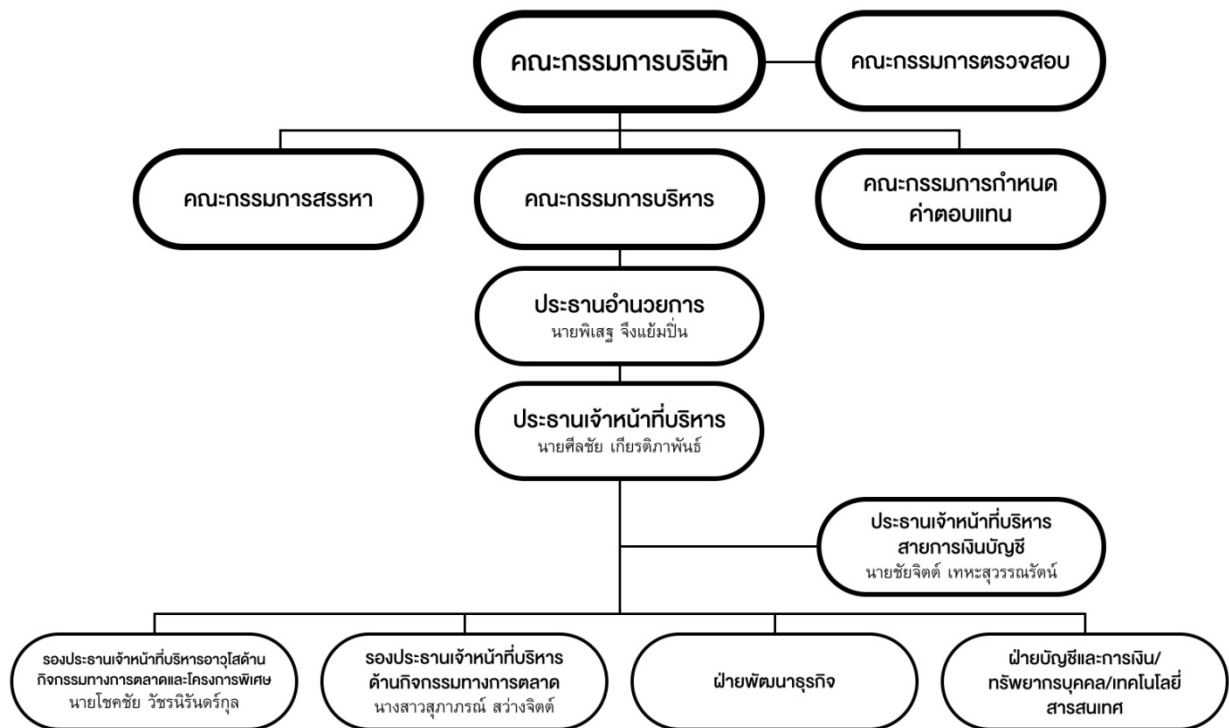 คณะกรรมการบริษัท
คณะกรรมการตรวจสอบ
คณะกรรมการสรรหา
คณะกรรมการบริหาร
คณะกรรมการกำหนด
ค่าตอบแทน
ประธานอำนวยการ
นายพิเสฐ จึงแย้มปิ่น
ประธานเจ้าหน้าที่บริหาร
นายศีลชัย เกียรติภาพันธ์
ประธานเจ้าหน้าที่บริหาร
สายการเงินบัญชี
นายชัยจิตต์ เทหะสุวรรณรัตน์
รองประธานเจ้าหน้าที่บริหารอาวุโสด้าน
กิจกรรมทางการตลาดและโครงการพิเศษ
นายโชคชัย วัชรนิรันดร์กุล
รองประธานเจ้าหน้าที่บริหาร
ด้านกิจกรรมทางการตลาด
นางสาวสุภาภรณ์ สว่างจิตต์
ฝ่ายพัฒนาธุรกิจ
ฝ่ายบัญชีและการเงิน/
ทรัพยากรบุคคล/เทคโนโลยี่
สารสนเทศ